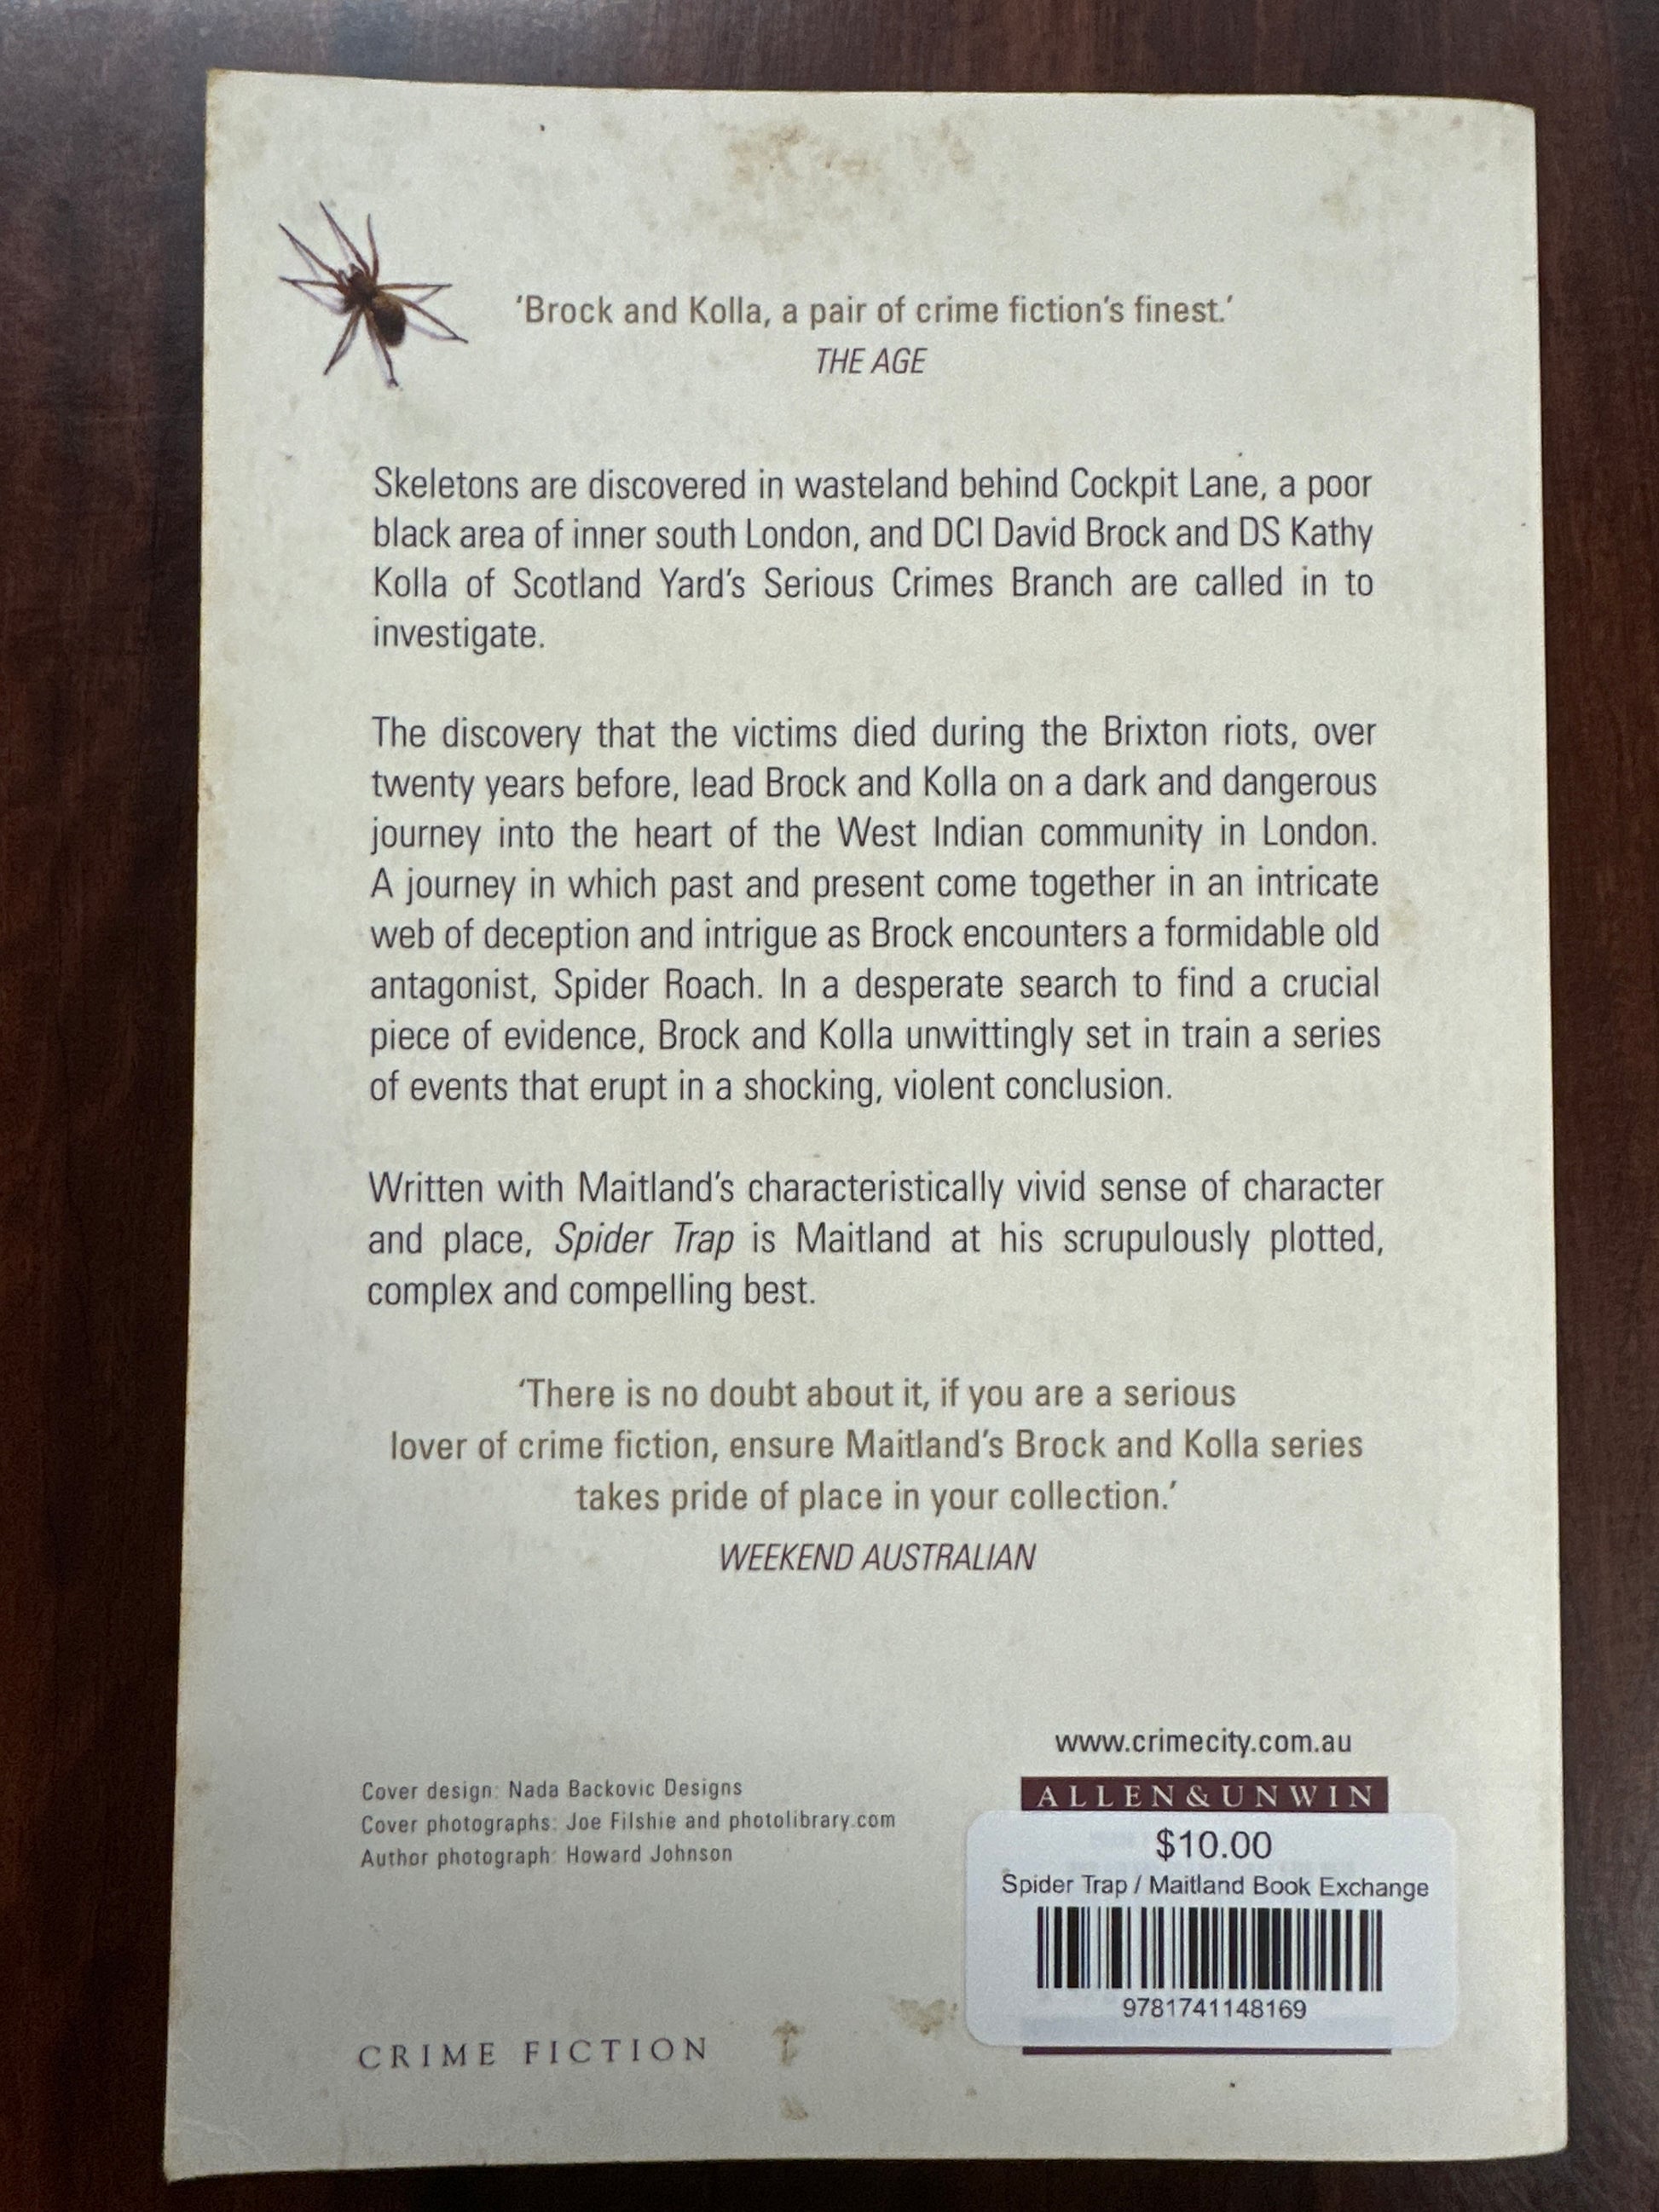 ‘Brock and Kolla, a pair of crime fiction’s finest.’
THE AGE
Skeletons are discovered in wasteland behind Cockpit Lane, a poor
black area of inner south London, and DCI David Brock and DS Kathy
Kolla of Scotland Yard’s Serious Crimes Branch are called in to
investigate.
The discovery that the victims died during the Brixton riots, over
twenty years before, lead Brock and Kolla on a dark and dangerous
journey into the heart of the West Indian community in London.
A journey in which past and present come together in an intricate
web of deception and intrigue as Brock encounters a formidable old
antagonist, Spider Roach. In a desperate search to find a crucial
piece of evidence, Brock and Kolla unwittingly set in train a series
of events that erupt in a shocking, violent conclusion.
Written with Maitland’s characteristically vivid sense of character
and place, Spider Trap is Maitland at his scrupulously plotted,
complex and compelling best.
‘There is no doubt about it, if you are a serious
lover of crime fiction, ensure Maitland’s Brock and Kolla series
takes pride of place in your collection.’
WEEKEND AUSTRALIAN
www.crimecity.com.au
ALLEN&UNWIN
Cover design: Nada Backovic Designs
Cover photographs: Joe Filshie and photolibrary.com
Author photograph: Howard Johnson
$10.00
Spider Trap / Maitland Book Exchange
9781741148169
CRIME FICTION